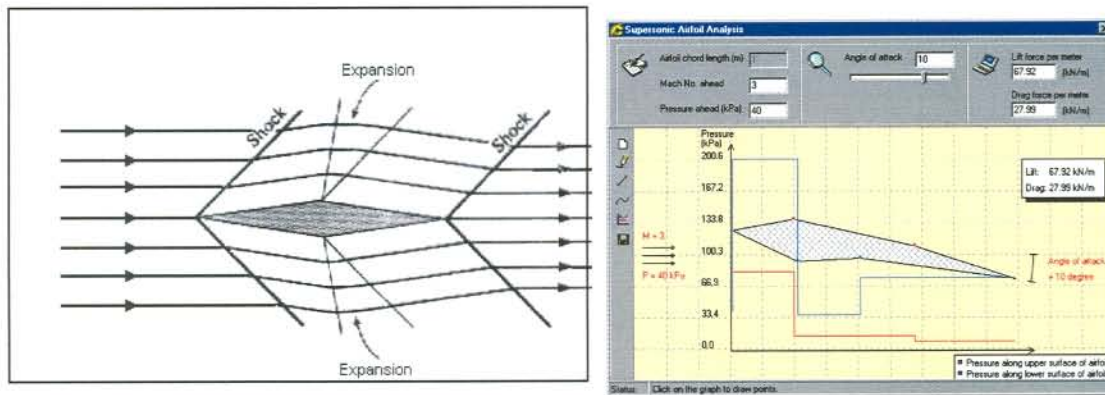 Expansion
Shock
Shock
Expansion
Supersonic Airfoil Analysis
Airfoil chord length (m)
Mach No. ahead
3
Pressure ahead (kPa)
40
Angle of attack
10
Lift force per meter
67.92
(kN/m)
Drag force per meter
27.99
(kN/m)
Pressure
(kPa)
200.6
167.2
133.8
100.3
66.9
33.4
0.0
M = 3
P = 40 kPa
Lift: 67.92 kN/m
Drag: 27.99 kN/m
Angle of attack
+ 10 degree
Pressure along upper surface of airfoi
Pressure along lower surface of airfoi
Status: Click on the graph to draw points.